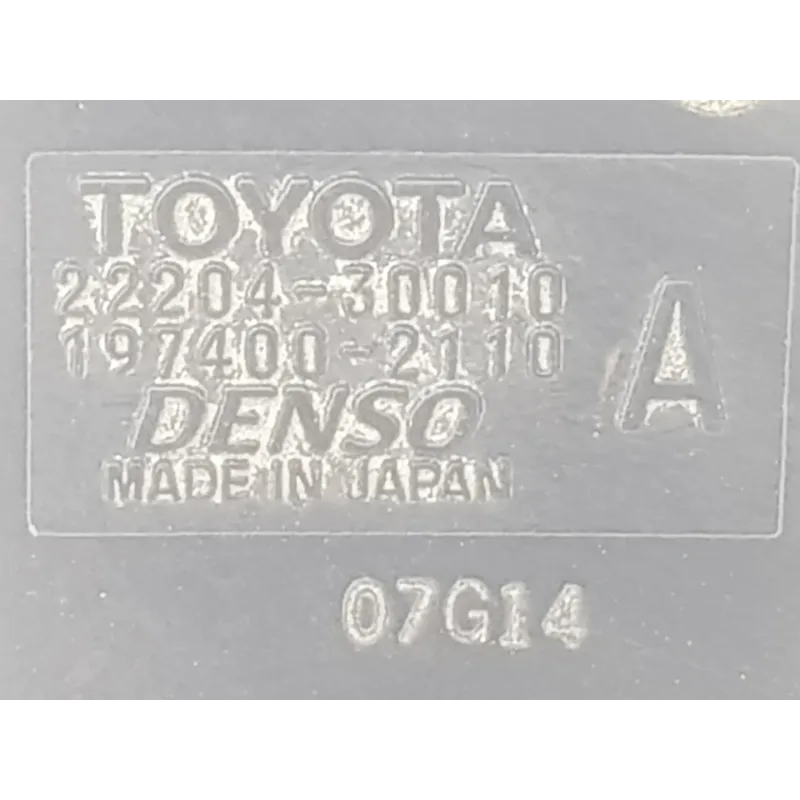 TOYOTA
22204-30010
197400-2110
A
DENSO
MADE IN JAPAN
07G14